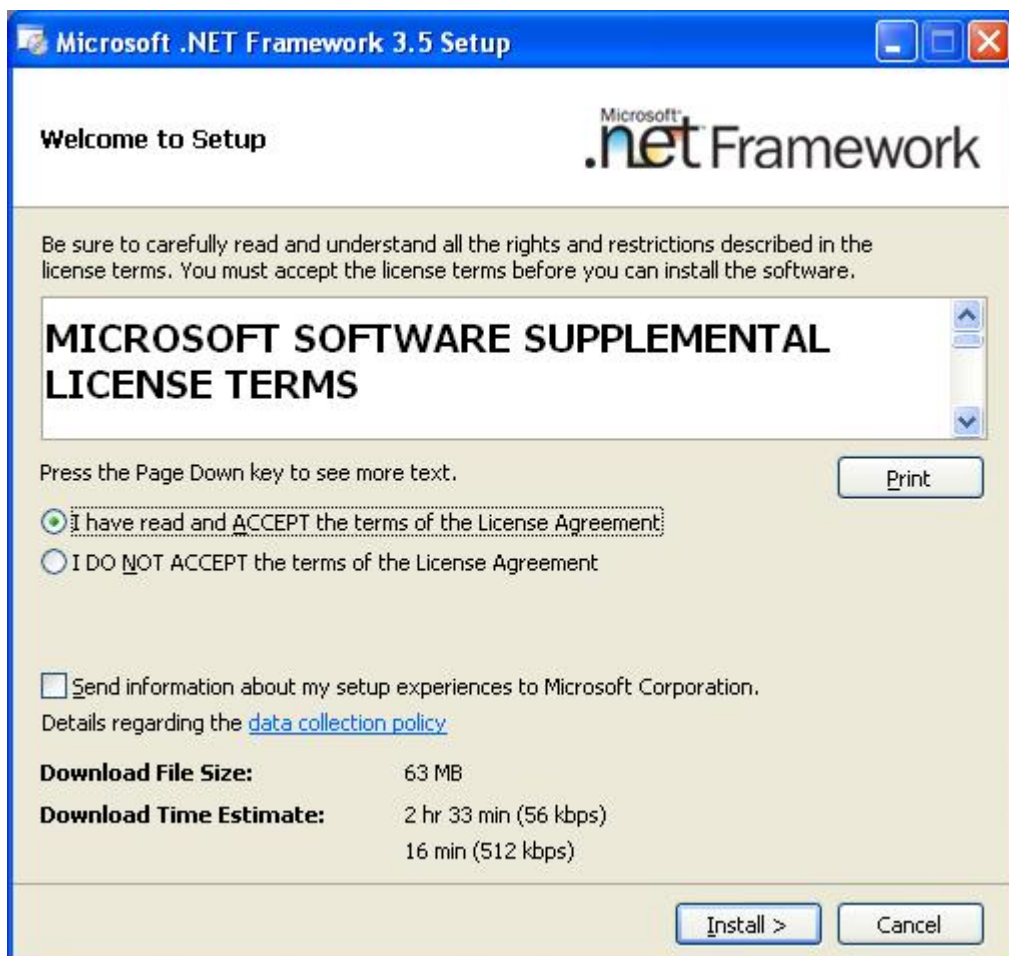 Microsoft .NET Framework 3.5 Setup
Welcome to Setup
Microsoft
.net Framework
Be sure to carefully read and understand all the rights and restrictions described in the
license terms. You must accept the license terms before you can install the software.
MICROSOFT SOFTWARE SUPPLEMENTAL
LICENSE TERMS
Press the Page Down key to see more text.
Print
I have read and ACCEPT the terms of the License Agreement
I DO NOT ACCEPT the terms of the License Agreement
Send information about my setup experiences to Microsoft Corporation.
Details regarding the data collection policy
Download File Size: 63 MB
Download Time Estimate: 2 hr 33 min (56 kbps)
16 min (512 kbps)
Install > Cancel